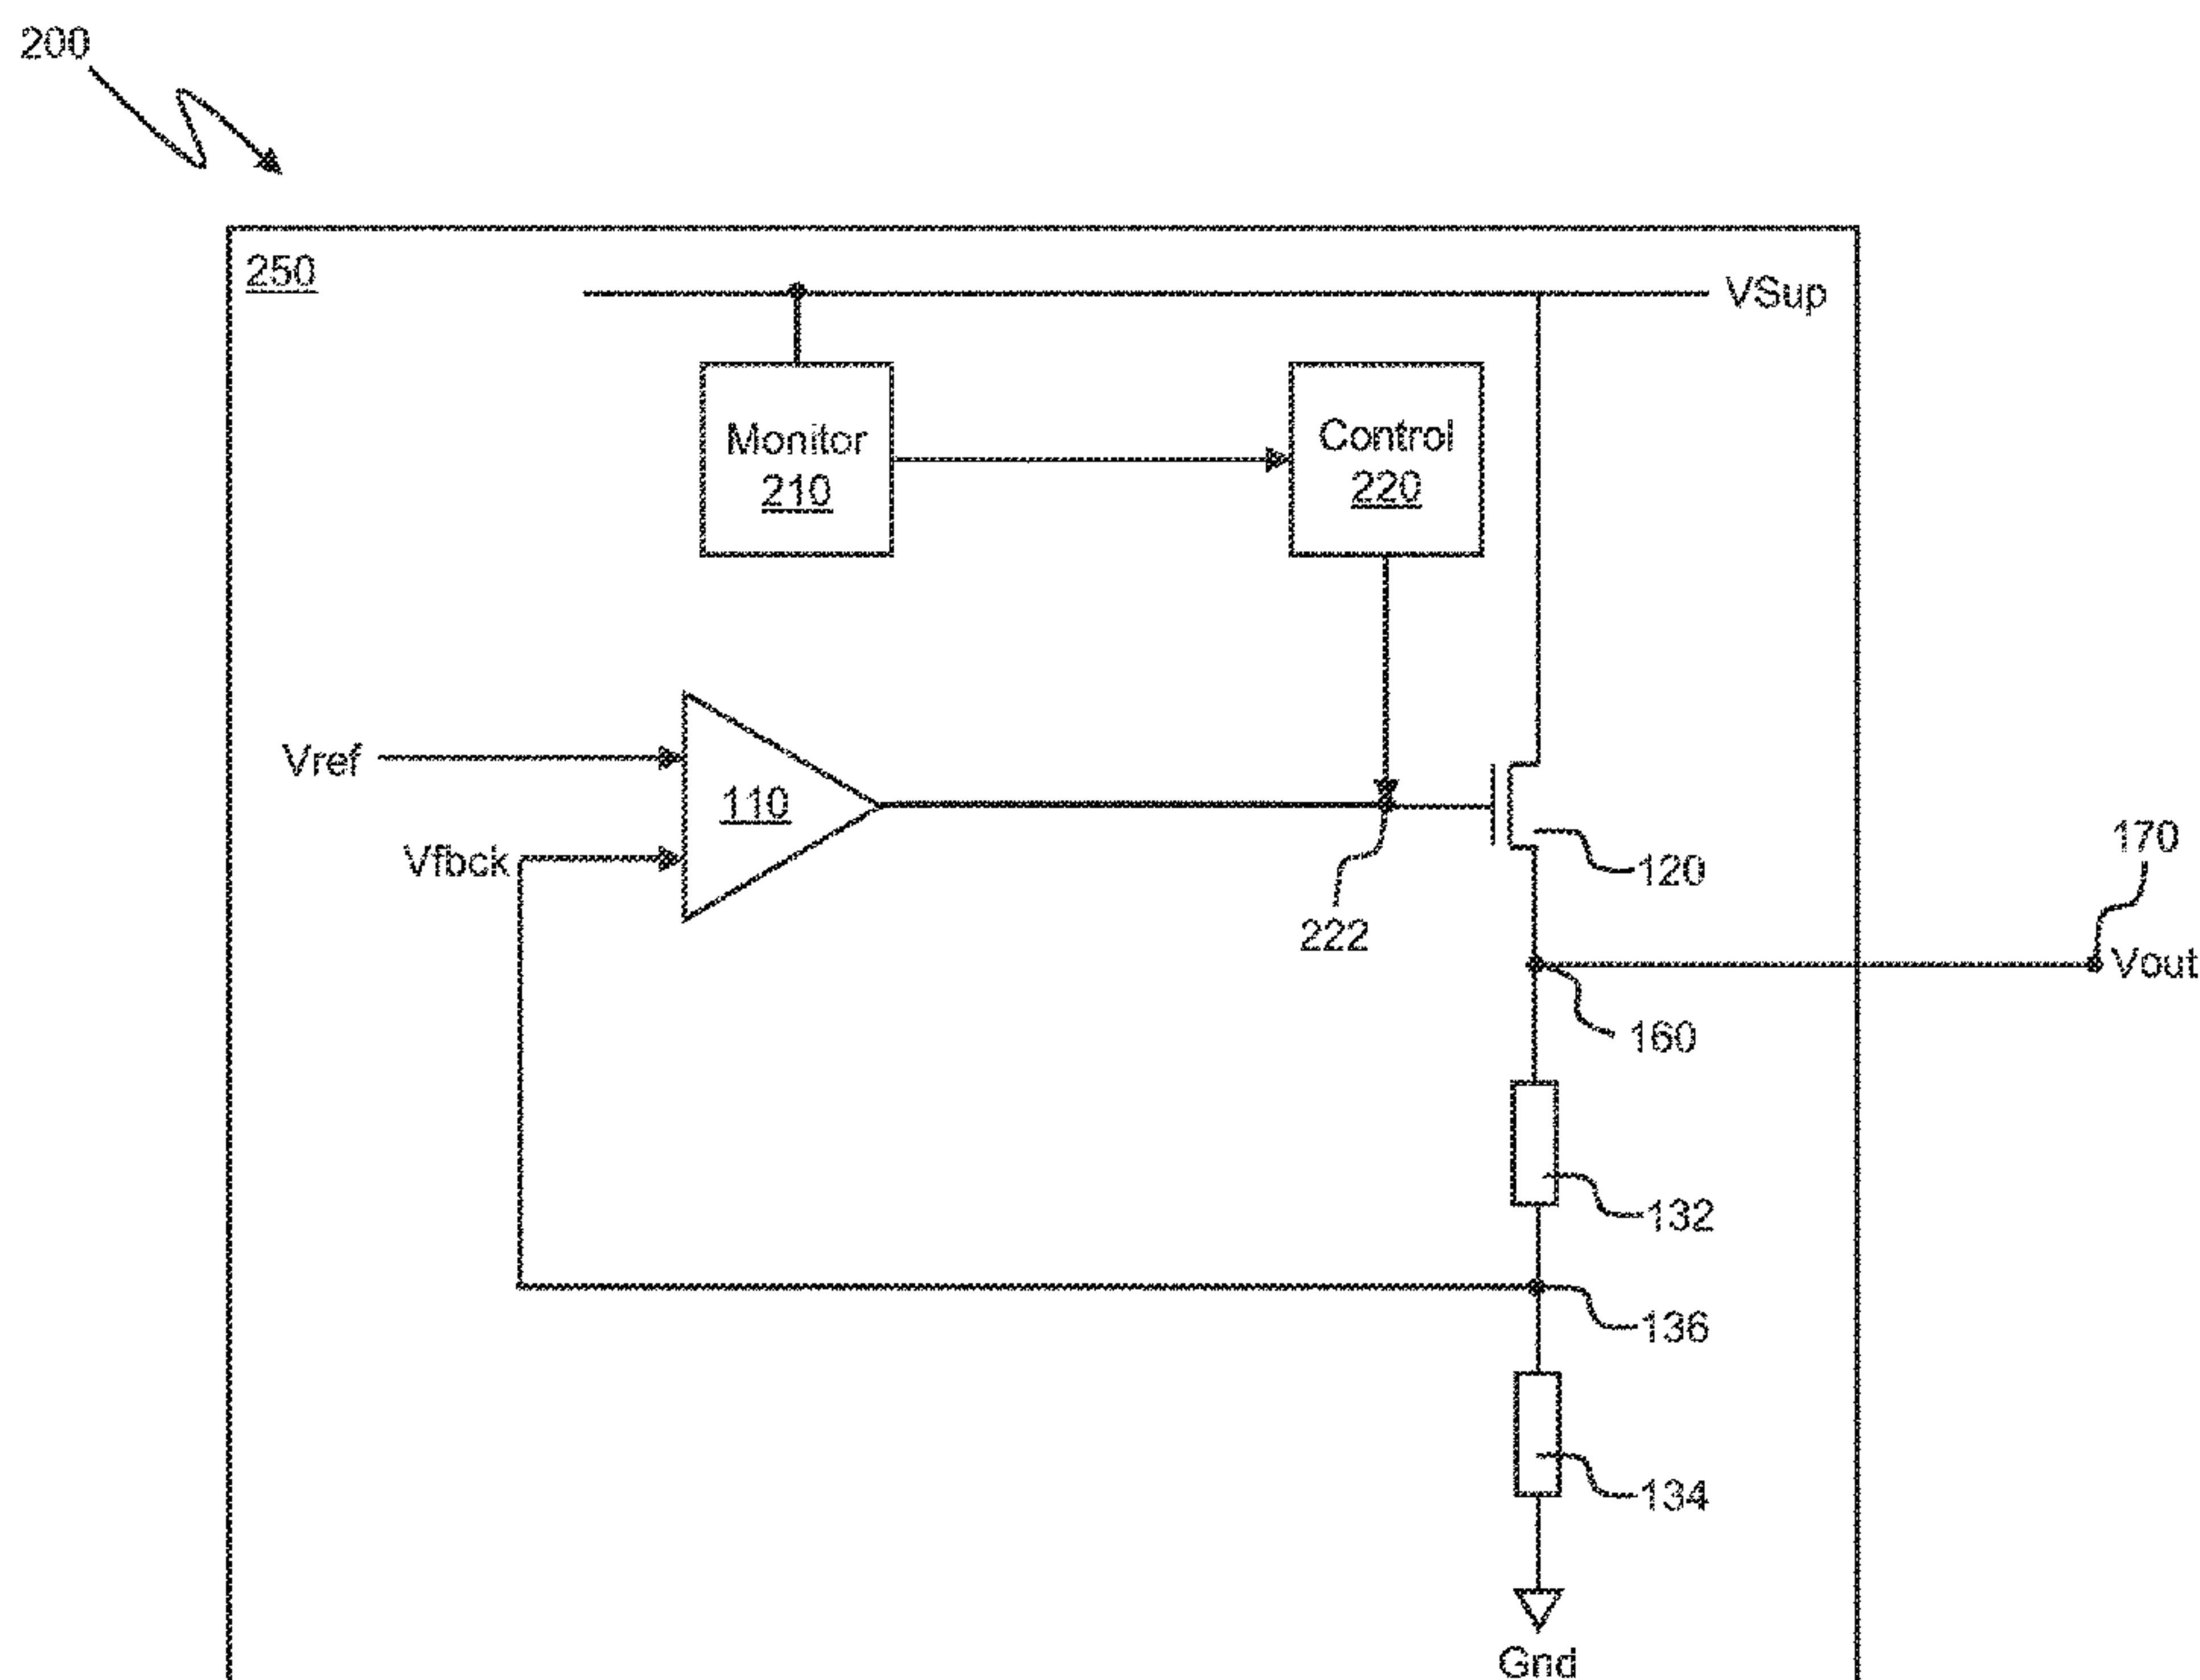 200
250
VSup
Monitor
210
Control
220
Vref
110
Vfbck
120
170
222
Vout
160
132
136
134
Gnd